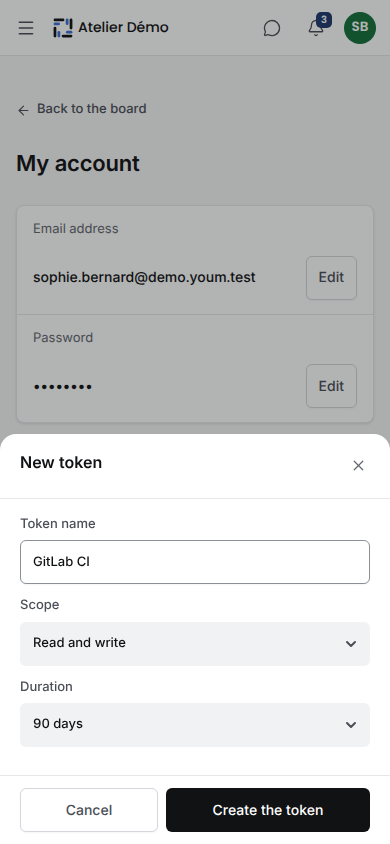 Atelier Démo
3
SB
Back to the board
My account
Email address
sophie.bernard@demo.youm.test
Edit
Password
••••••••
Edit
New token
Token name
GitLab CI
Scope
Read and write
Duration
90 days
Cancel
Create the token